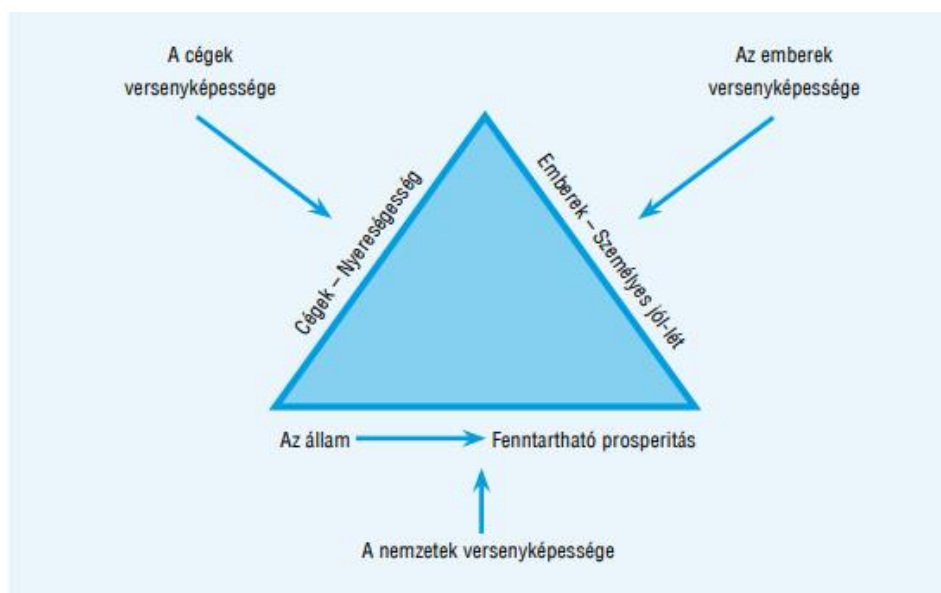 A cégek
versenyképessége
Az emberek
versenyképessége
Cégek – Nyereségesség
Emberek – Személyes jól-lét
Az állam
Fenntartható prosperitás
A nemzetek versenyképessége